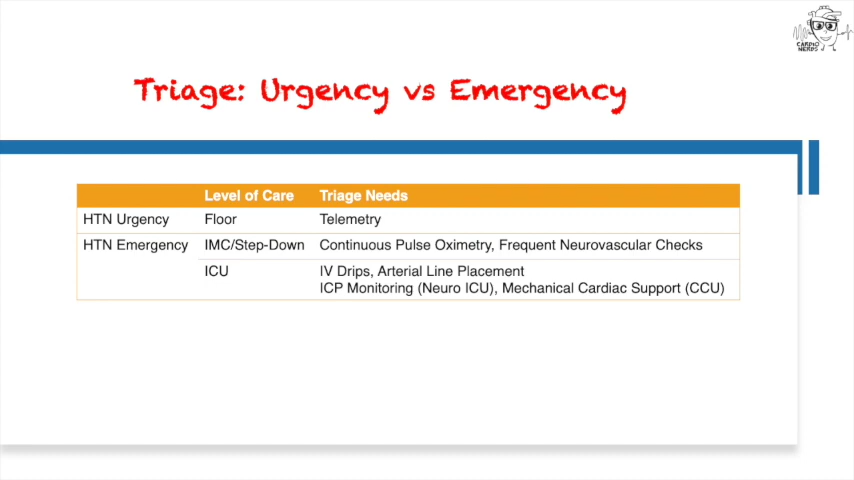 CARDIO
NERDS
Triage: Urgency vs Emergency
Level of Care Triage Needs
HTN Urgency Floor Telemetry
HTN Emergency IMC/Step-Down Continuous Pulse Oximetry, Frequent Neurovascular Checks
ICU IV Drips, Arterial Line Placement
ICP Monitoring (Neuro ICU), Mechanical Cardiac Support (CCU)